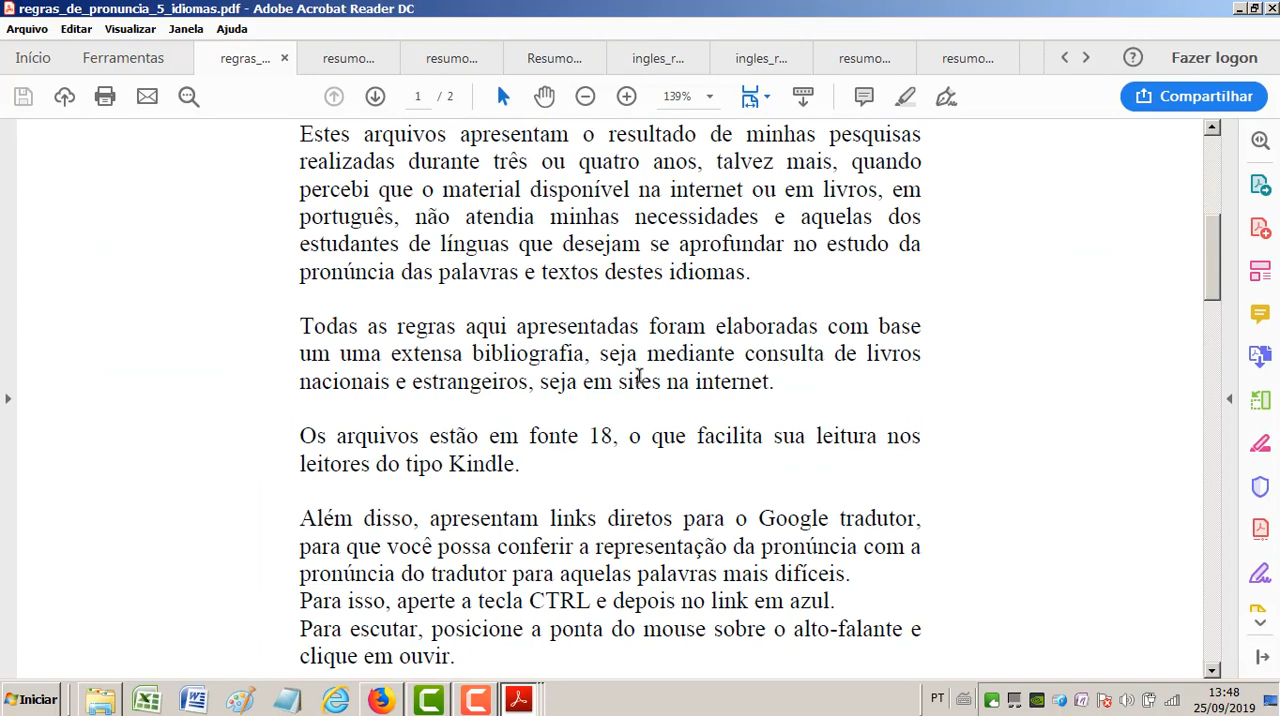 regras_de_pronuncia_5_idiomas.pdf - Adobe Acrobat Reader DC
Arquivo Editar Visualizar Janela Ajuda
Início Ferramentas regras_... × resumo... resumo... Resumo... ingles_r... ingles_r... resumo... resumo... Fazer logon
1 / 2 139% Compartilhar
Estes arquivos apresentam o resultado de minhas pesquisas
realizadas durante três ou quatro anos, talvez mais, quando
percebi que o material disponível na internet ou em livros, em
português, não atendia minhas necessidades e aquelas dos
estudantes de línguas que desejam se aprofundar no estudo da
pronúncia das palavras e textos destes idiomas.
Todas as regras aqui apresentadas foram elaboradas com base
um uma extensa bibliografia, seja mediante consulta de livros
nacionais e estrangeiros, seja em sites na internet.
Os arquivos estão em fonte 18, o que facilita sua leitura nos
leitores do tipo Kindle.
Além disso, apresentam links diretos para o Google tradutor,
para que você possa conferir a representação da pronúncia com a
pronúncia do tradutor para aquelas palavras mais difíceis.
Para isso, aperte a tecla CTRL e depois no link em azul.
Para escutar, posicione a ponta do mouse sobre o alto-falante e
clique em ouvir.
Iniciar PT 13:48
25/09/2019